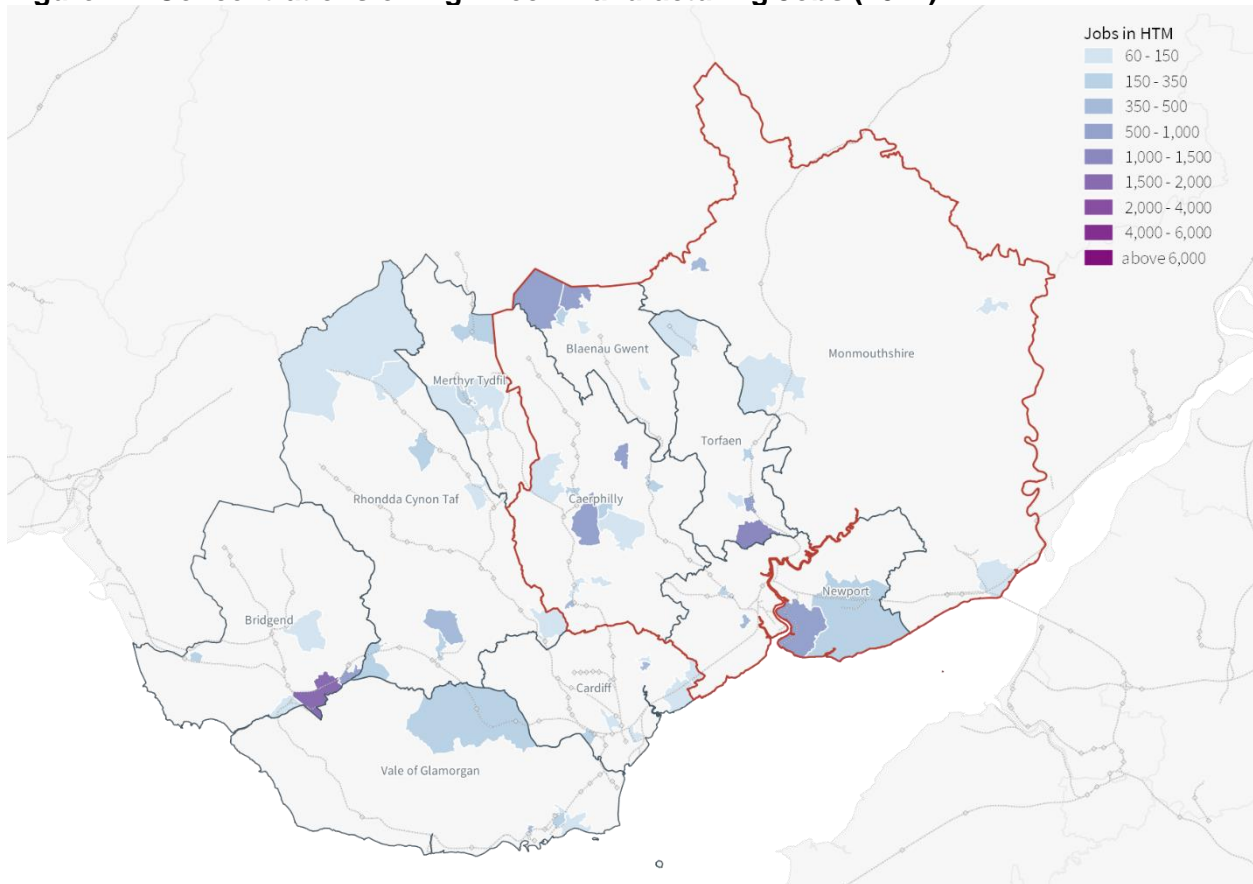 Jobs in HTM
60 - 150
150 - 350
350 - 500
500 - 1,000
1,000 - 1,500
1,500 - 2,000
2,000 - 4,000
4,000 - 6,000
above 6,000
Blaenau Gwent
Monmouthshire
Merthyr Tydfil
Torfaen
Rhondda Cynon Taf
Caerphilly
Newport
Bridgend
Cardiff
Vale of Glamorgan